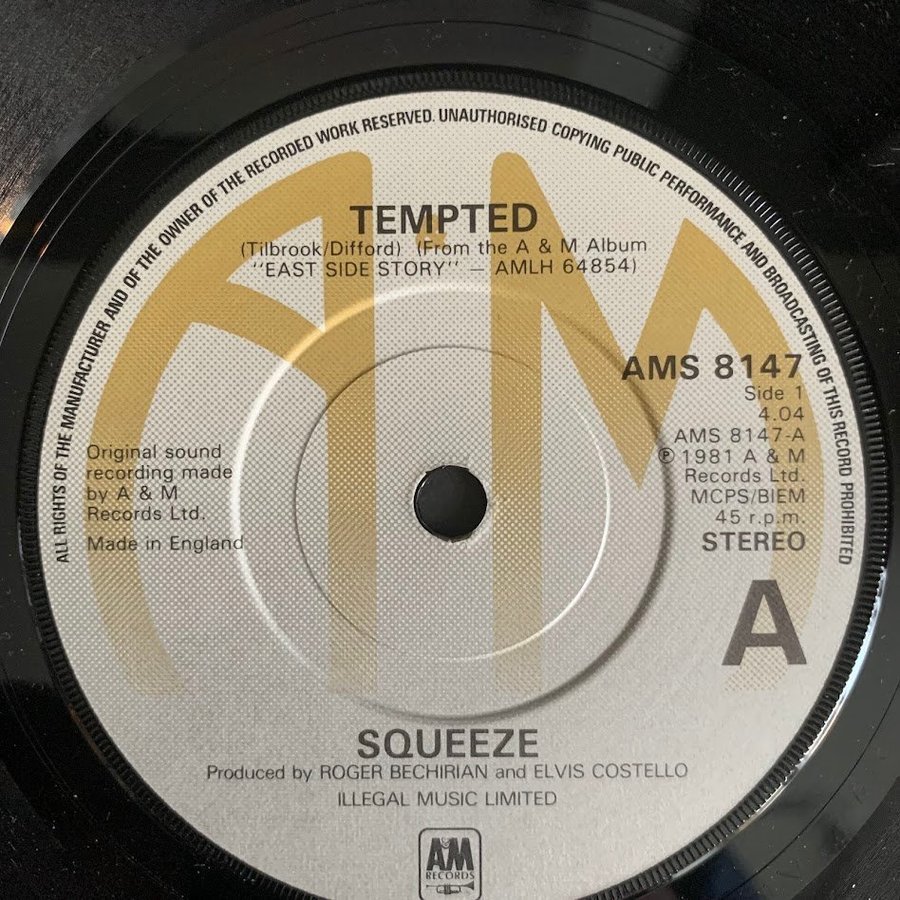 ALL RIGHTS OF THE MANUFACTURER AND OF THE OWNER OF THE RECORDED WORK RESERVED. UNAUTHORISED COPYING PUBLIC PERFORMANCE AND BROADCASTING OF THIS RECORD PROHIBITED
TEMPTED
(Tilbrook/Difford) (From the A & M Album
"EAST SIDE STORY" – AMLH 64854)
AMS 8147
Side 1
4.04
AMS 8147-A
℗ 1981 A & M
Records Ltd.
MCPS/BIEM
45 r.p.m.
STEREO
A
Original sound
recording made
by A & M
Records Ltd.
Made in England
SQUEEZE
Produced by ROGER BECHIRIAN and ELVIS COSTELLO
ILLEGAL MUSIC LIMITED
A&M
RECORDS